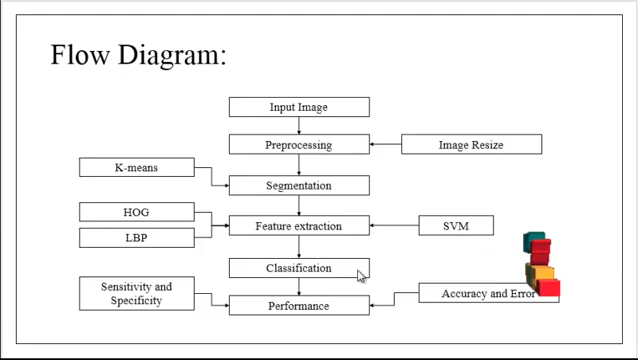 Flow Diagram:
Input Image
Preprocessing
Image Resize
K-means
Segmentation
HOG
Feature extraction
SVM
LBP
Classification
Sensitivity and
Specificity
Accuracy and Error
Performance